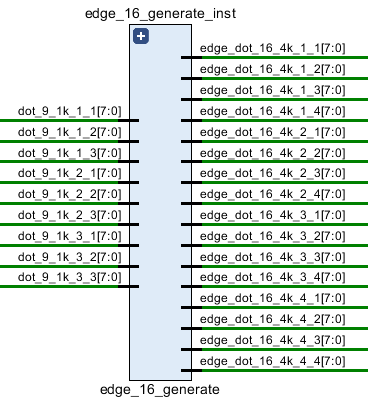 edge_16_generate_inst
edge_dot_16_4k_1_1[7:0]
edge_dot_16_4k_1_2[7:0]
edge_dot_16_4k_1_3[7:0]
dot_9_1k_1_1[7:0] edge_dot_16_4k_1_4[7:0]
dot_9_1k_1_2[7:0] edge_dot_16_4k_2_1[7:0]
dot_9_1k_1_3[7:0] edge_dot_16_4k_2_2[7:0]
dot_9_1k_2_1[7:0] edge_dot_16_4k_2_3[7:0]
dot_9_1k_2_2[7:0] edge_dot_16_4k_2_4[7:0]
dot_9_1k_2_3[7:0] edge_dot_16_4k_3_1[7:0]
dot_9_1k_3_1[7:0] edge_dot_16_4k_3_2[7:0]
dot_9_1k_3_2[7:0] edge_dot_16_4k_3_3[7:0]
dot_9_1k_3_3[7:0] edge_dot_16_4k_3_4[7:0]
edge_dot_16_4k_4_1[7:0]
edge_dot_16_4k_4_2[7:0]
edge_dot_16_4k_4_3[7:0]
edge_dot_16_4k_4_4[7:0]
edge_16_generate